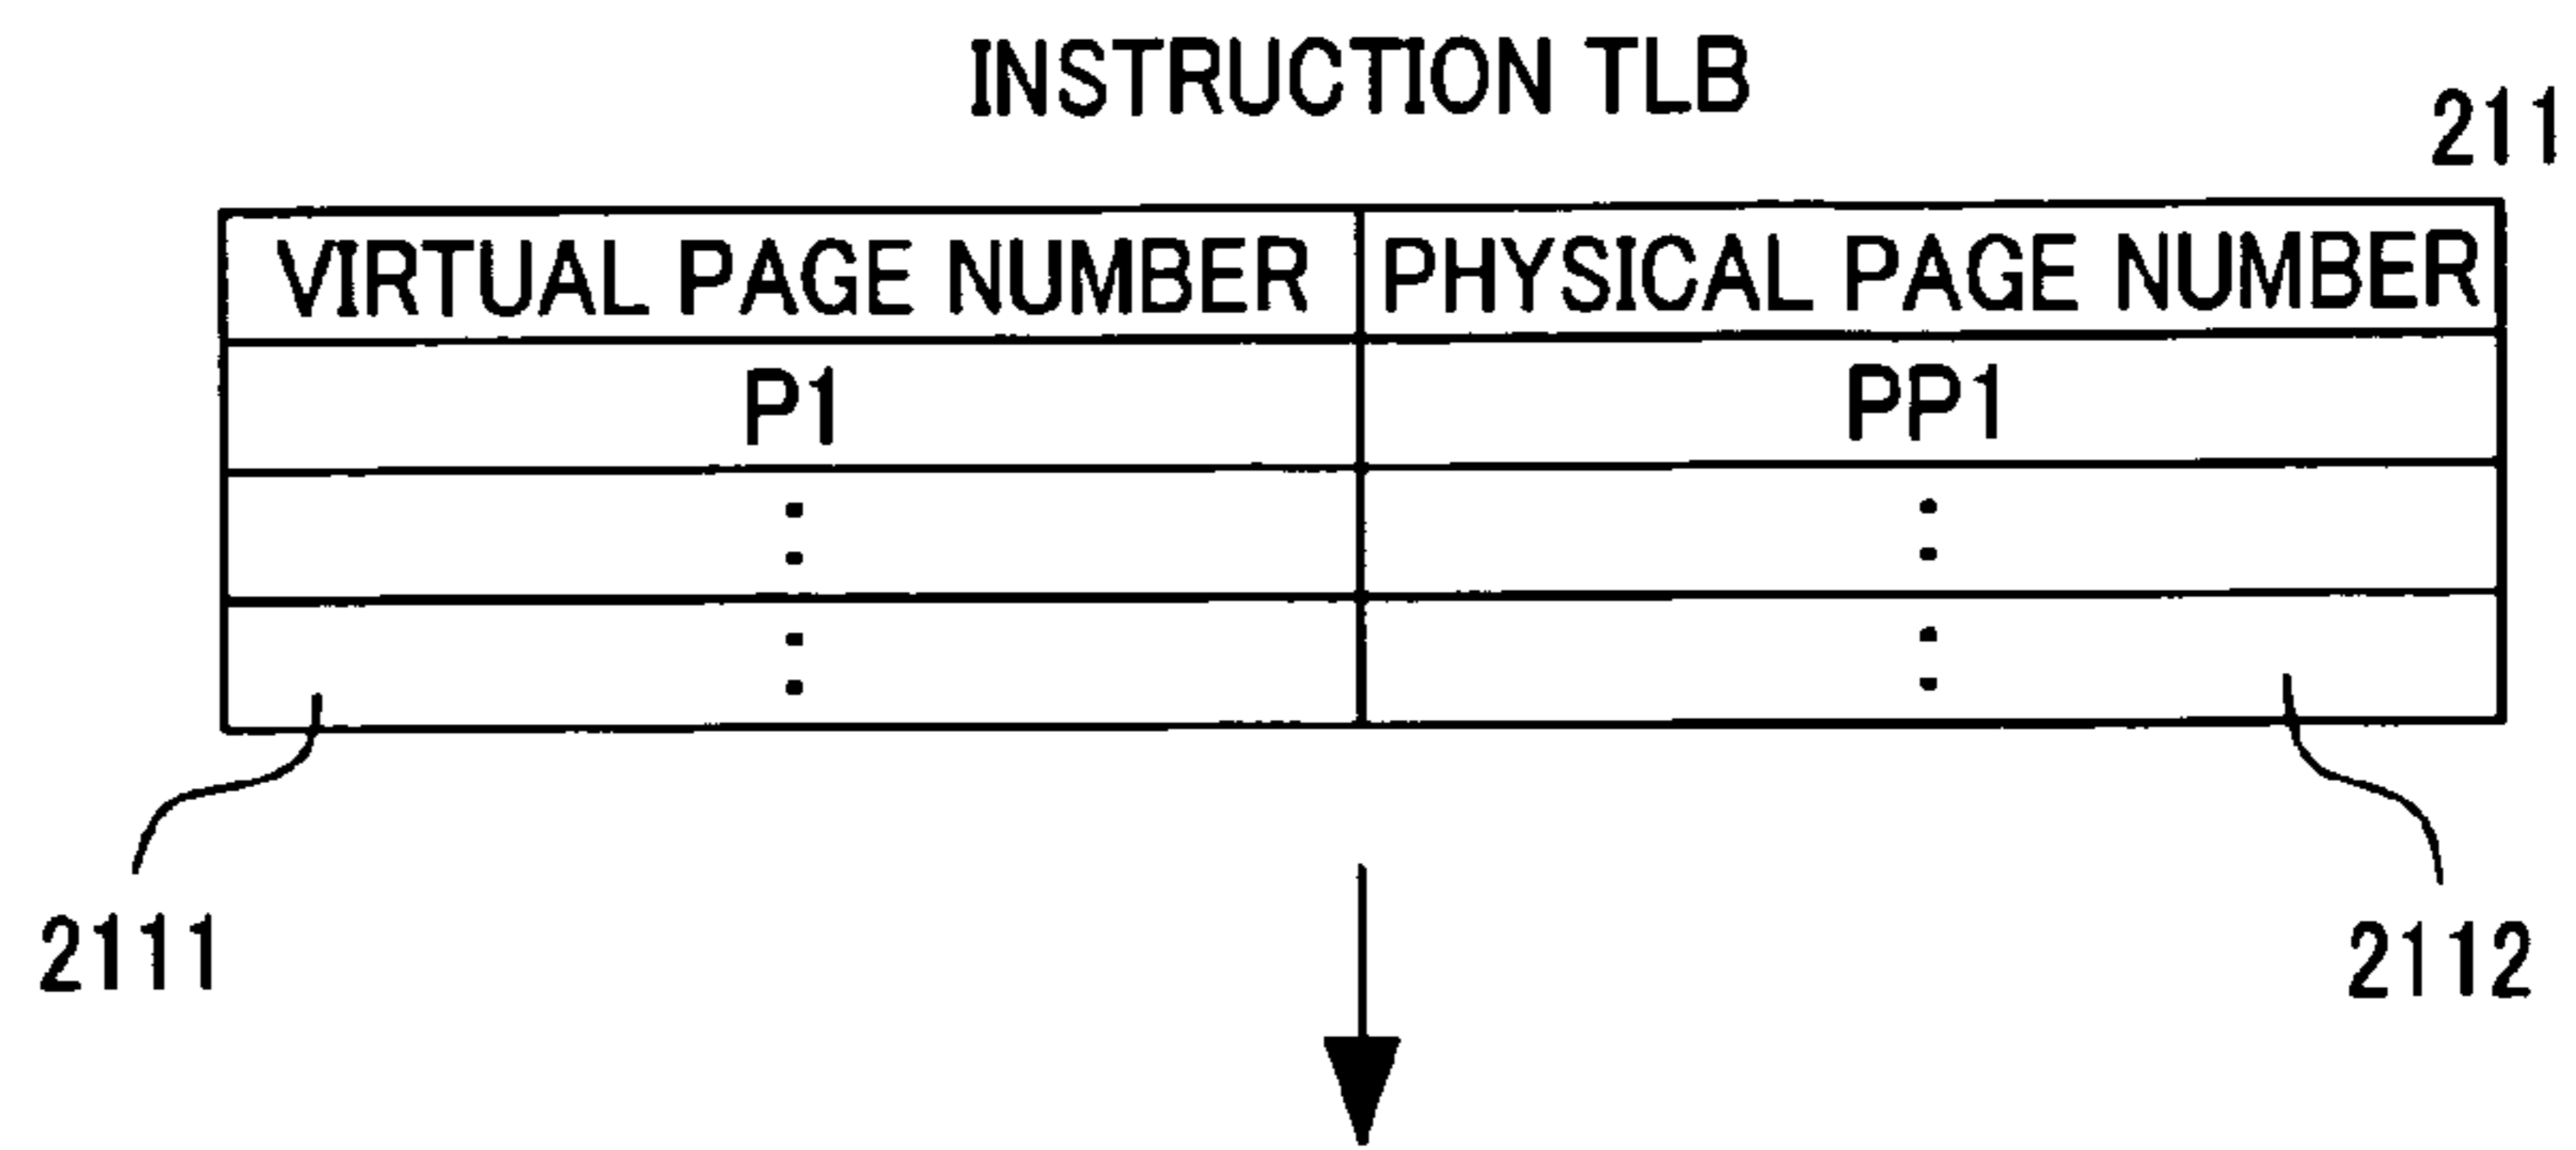 INSTRUCTION TLB
211
VIRTUAL PAGE NUMBER PHYSICAL PAGE NUMBER
P1 PP1
2111 2112